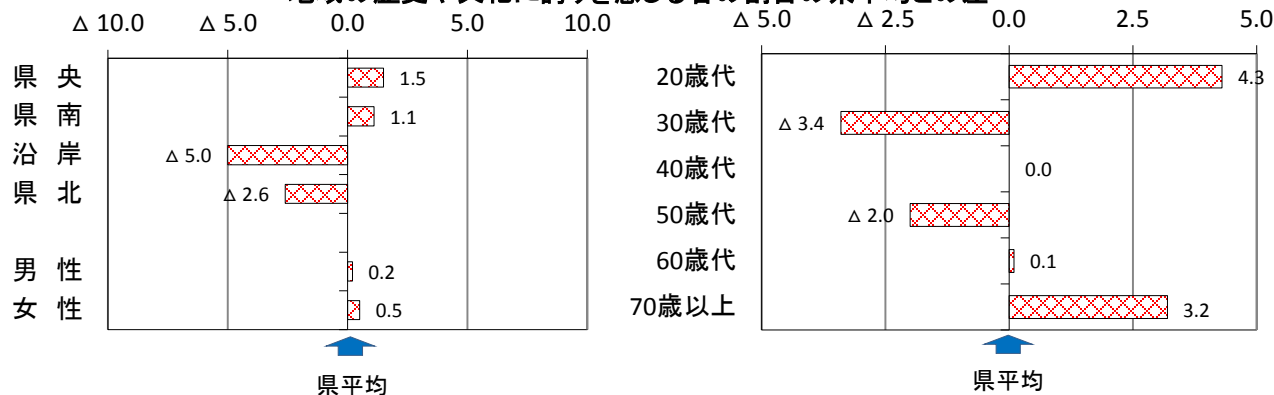 △ 10.0 △ 5.0 0.0 5.0 10.0
県 央 1.5
県 南 1.1
沿 岸 △ 5.0
県 北 △ 2.6
男 性 0.2
女 性 0.5
県平均
△ 5.0 △ 2.5 0.0 2.5 5.0
20歳代 4.3
30歳代 △ 3.4
40歳代 0.0
50歳代 △ 2.0
60歳代 0.1
70歳以上 3.2
県平均